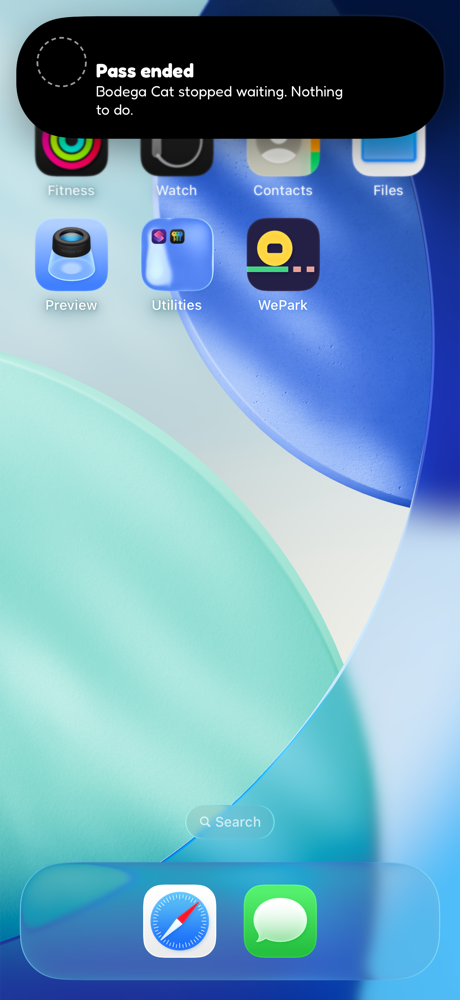 Pass ended
Bodega Cat stopped waiting. Nothing
to do.
Fitness
Watch
Contacts
Files
Preview
Utilities
WePark
Search